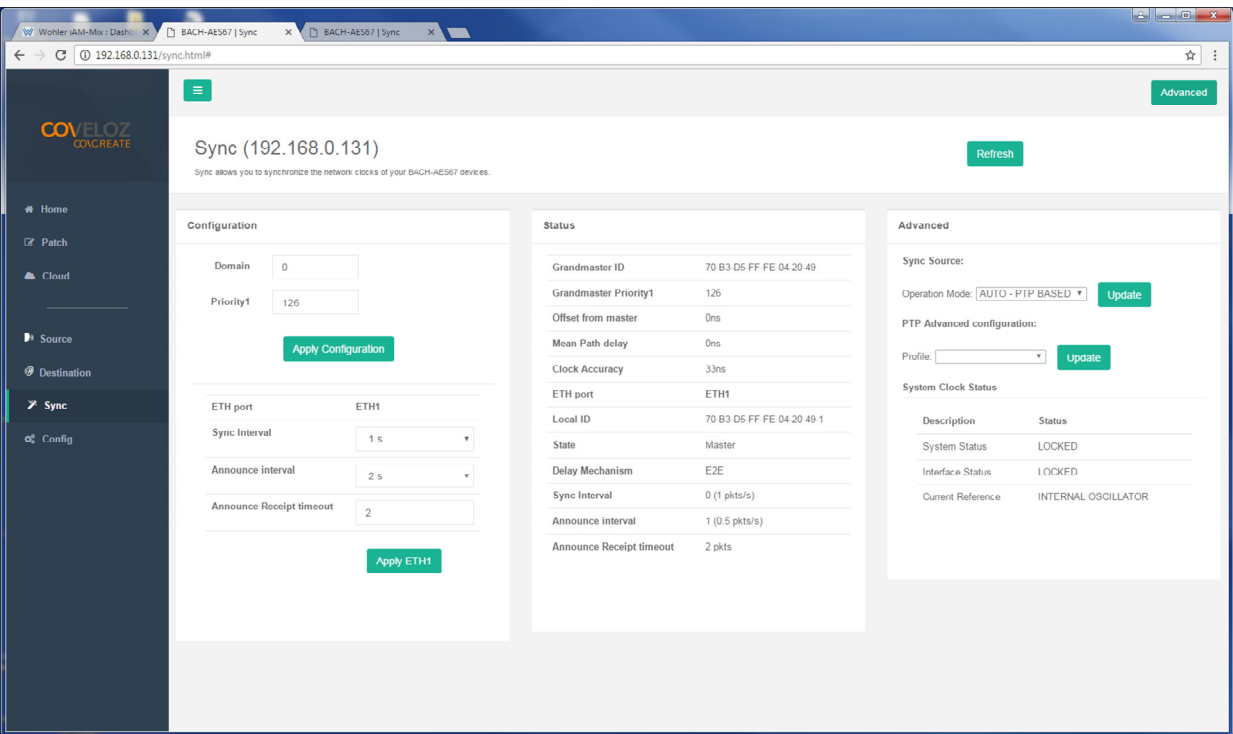 Wohler iAM-Mix : Dashb
BACH-AES67 | Sync
BACH-AES67 | Sync
192.168.0.131/sync.html#
Advanced
COVELOZ
CO\CREATE
Sync (192.168.0.131)
Refresh
Sync allows you to synchronize the network clocks of your BACH-AES67 devices.
Home
Patch
Cloud
Source
Destination
Sync
Config
Configuration
Domain 0
Priority1 126
Apply Configuration
ETH port ETH1
Sync Interval 1 s
Announce interval 2 s
Announce Receipt timeout 2
Apply ETH1
Status
Grandmaster ID 70-B3-D5-FF-FE-04-20-49
Grandmaster Priority1 126
Offset from master 0ns
Mean Path delay 0ns
Clock Accuracy 33ns
ETH port ETH1
Local ID 70-B3-D5-FF-FE-04-20-49-1
State Master
Delay Mechanism E2E
Sync Interval 0 (1 pkts/s)
Announce interval 1 (0.5 pkts/s)
Announce Receipt timeout 2 pkts
Advanced
Sync Source:
Operation Mode: AUTO - PTP BASED Update
PTP Advanced configuration:
Profile: Update
System Clock Status
Description Status
System Status LOCKED
Interface Status LOCKED
Current Reference INTERNAL OSCILLATOR